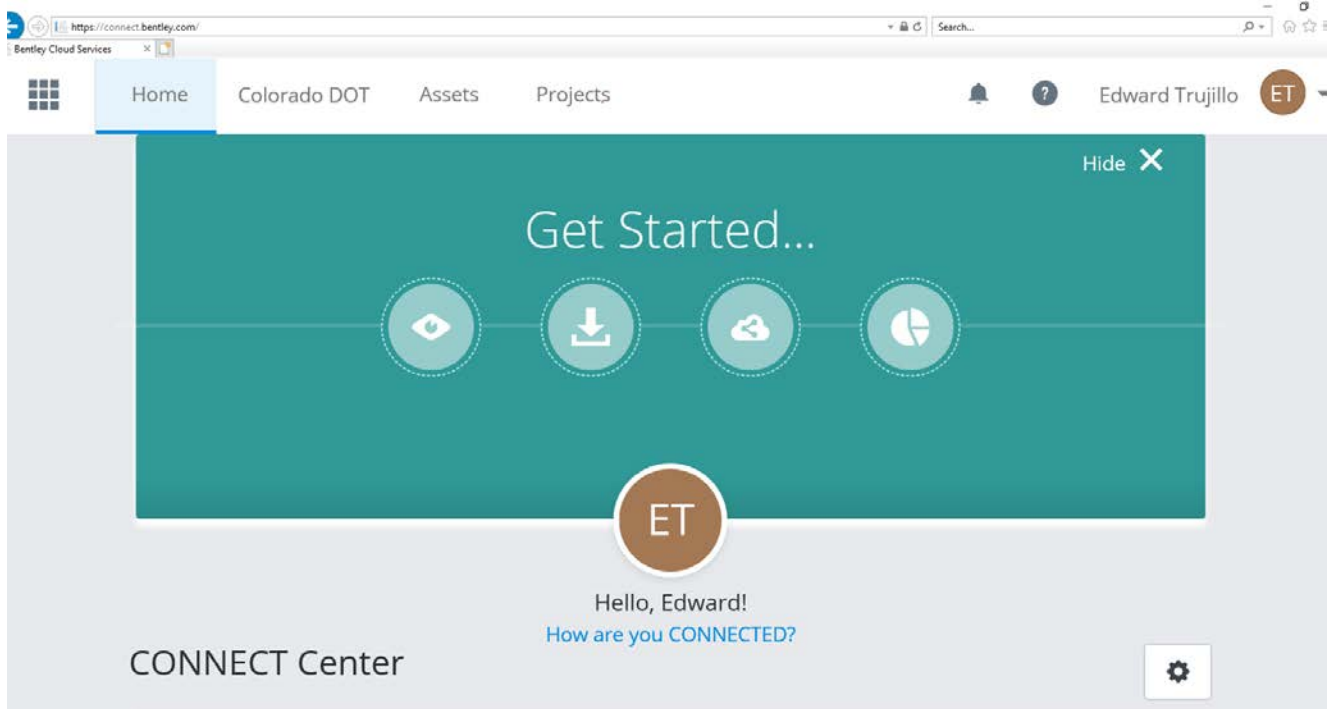 https://connect.bentley.com/
Search...
Bentley Cloud Services
Home
Colorado DOT
Assets
Projects
?
Edward Trujillo
ET
Hide X
Get Started...
ET
Hello, Edward!
How are you CONNECTED?
CONNECT Center